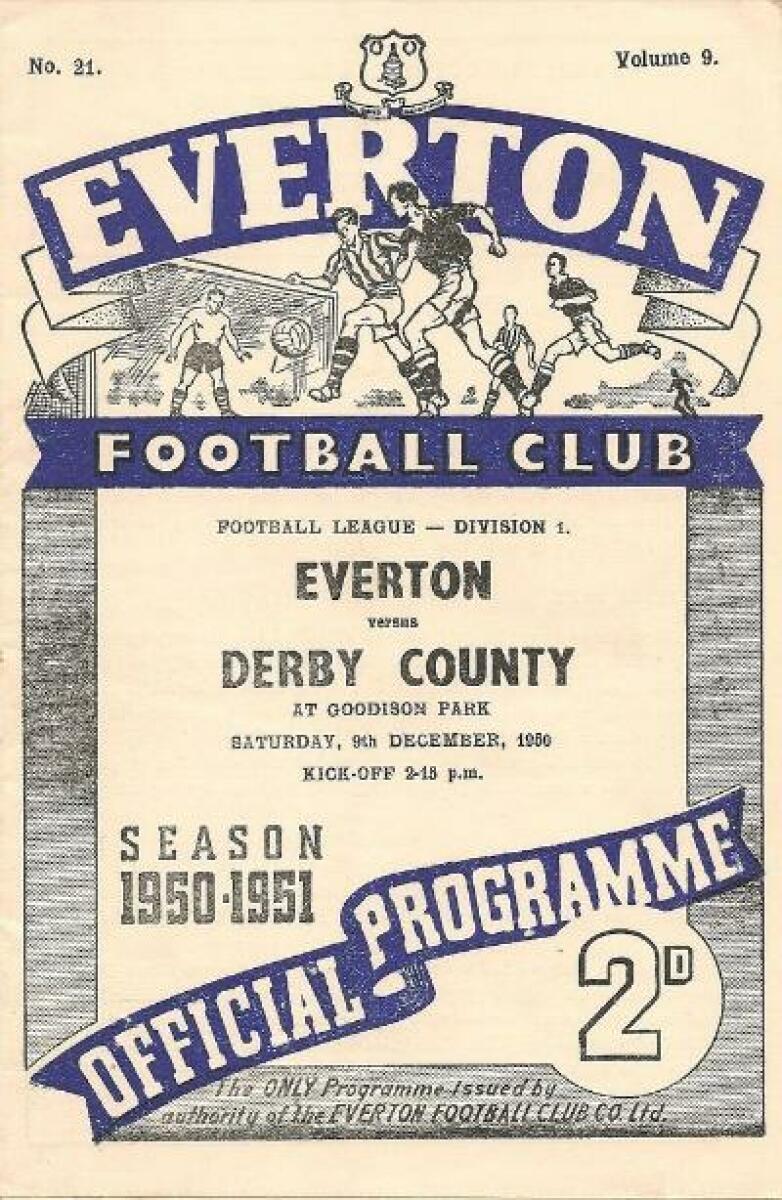 No. 21.
Volume 9.
EVERTON
FOOTBALL CLUB
FOOTBALL LEAGUE — DIVISION 1.
EVERTON
versus
DERBY COUNTY
AT GOODISON PARK
SATURDAY, 9th DECEMBER, 1950
KICK-OFF 2-15 p.m.
SEASON
1950·1951
OFFICIAL PROGRAMME
2D
The ONLY Programme issued by
authority of the EVERTON FOOTBALL CLUB CO. Ltd.